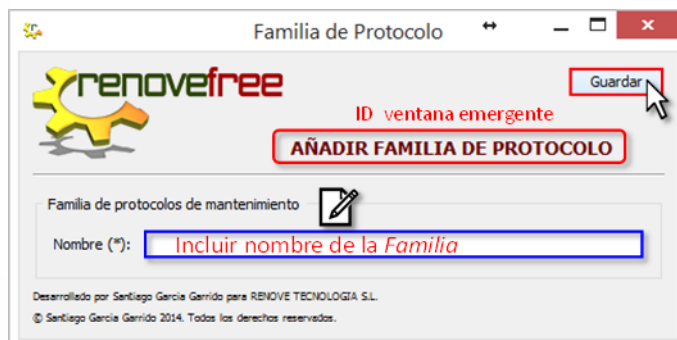 Familia de Protocolo
renovefree
Guardar
ID ventana emergente
AÑADIR FAMILIA DE PROTOCOLO
Familia de protocolos de mantenimiento
Nombre (*):
Incluir nombre de la Familia
Desarrollado por Santiago García Garrido para RENOVE TECNOLOGIA S.L.
© Santiago García Garrido 2014. Todos los derechos reservados.